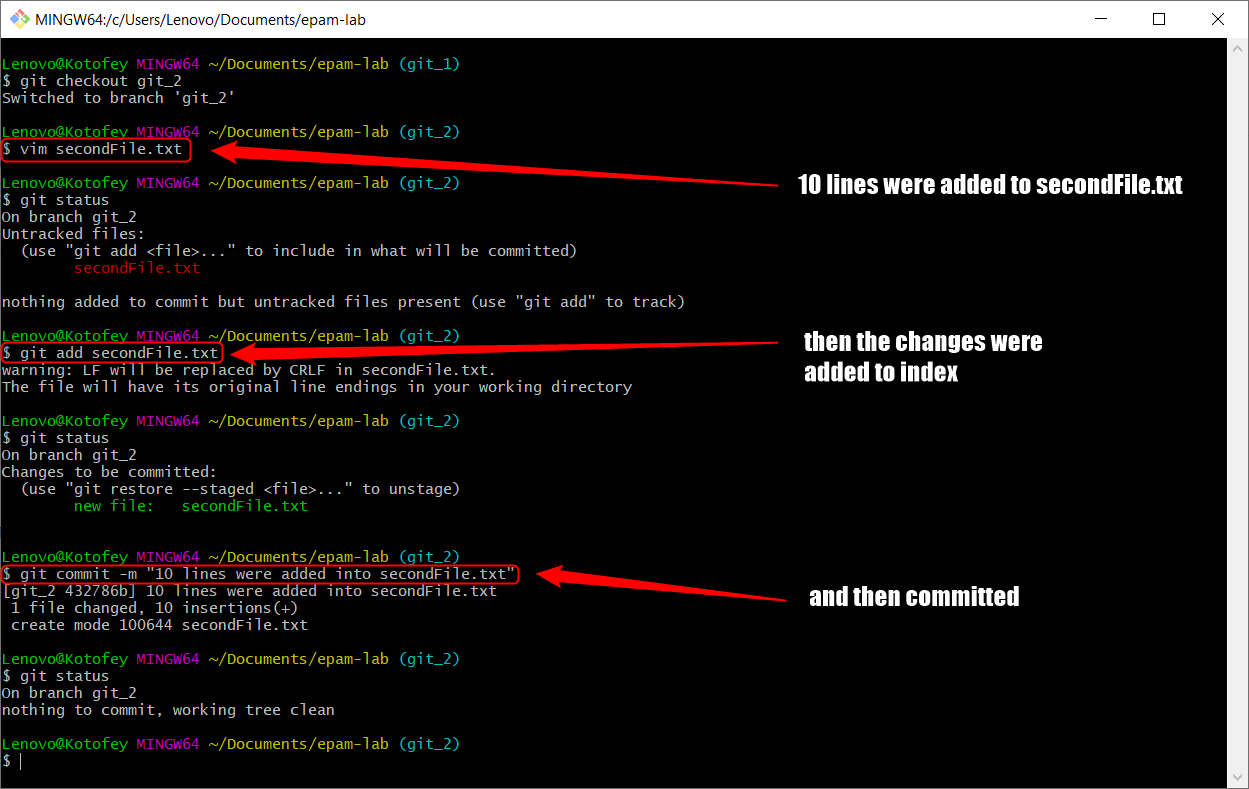 MINGW64:/c/Users/Lenovo/Documents/epam-lab
Lenovo@Kotofey MINGW64 ~/Documents/epam-lab (git_1)
$ git checkout git_2
Switched to branch 'git_2'
Lenovo@Kotofey MINGW64 ~/Documents/epam-lab (git_2)
$ vim secondFile.txt
10 lines were added to secondFile.txt
Lenovo@Kotofey MINGW64 ~/Documents/epam-lab (git_2)
$ git status
On branch git_2
Untracked files:
  (use "git add <file>..." to include in what will be committed)
        secondFile.txt
nothing added to commit but untracked files present (use "git add" to track)
Lenovo@Kotofey MINGW64 ~/Documents/epam-lab (git_2)
$ git add secondFile.txt
then the changes were
added to index
warning: LF will be replaced by CRLF in secondFile.txt.
The file will have its original line endings in your working directory
Lenovo@Kotofey MINGW64 ~/Documents/epam-lab (git_2)
$ git status
On branch git_2
Changes to be committed:
  (use "git restore --staged <file>..." to unstage)
        new file:   secondFile.txt
Lenovo@Kotofey MINGW64 ~/Documents/epam-lab (git_2)
$ git commit -m "10 lines were added into secondFile.txt"
and then committed
[git_2 432786b] 10 lines were added into secondFile.txt
 1 file changed, 10 insertions(+)
 create mode 100644 secondFile.txt
Lenovo@Kotofey MINGW64 ~/Documents/epam-lab (git_2)
$ git status
On branch git_2
nothing to commit, working tree clean
Lenovo@Kotofey MINGW64 ~/Documents/epam-lab (git_2)
$